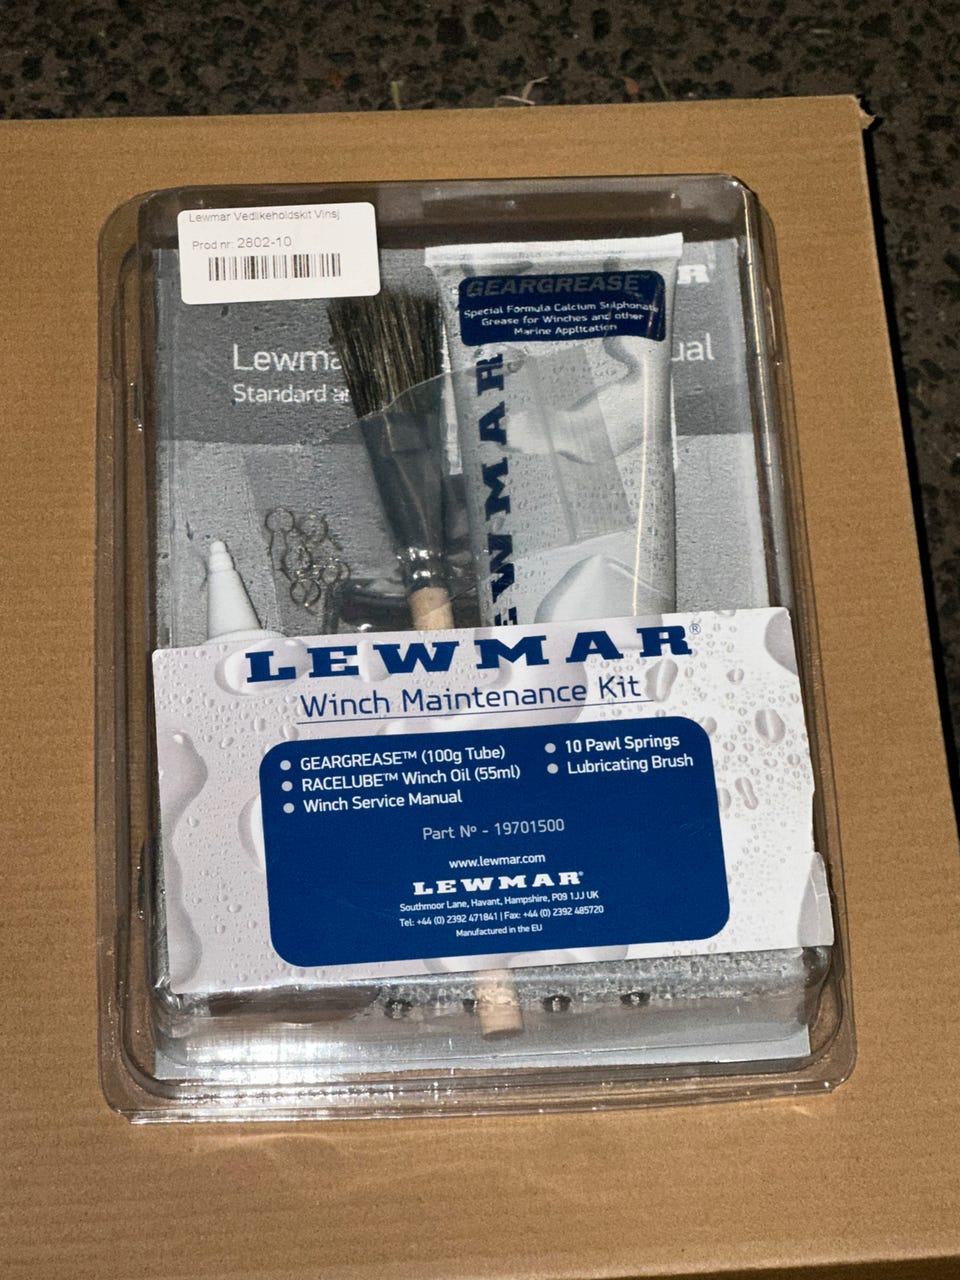 Lewmar Vedlikeholdskit Vinsj
Prod nr: 2802-10
GEARGREASE™
Special Formula Calcium Sulphonate
Grease for Winches and other
Marine Application
LEWMAR
Standard
LEWMAR®
Winch Maintenance Kit
GEARGREASE™ (100g Tube)
RACELUBE™ Winch Oil (55ml)
Winch Service Manual
10 Pawl Springs
Lubricating Brush
Part Nº - 19701500
www.lewmar.com
LEWMAR®
Southmoor Lane, Havant, Hampshire, PO9 1JJ UK
Tel: +44 (0) 2392 471841 | Fax: +44 (0) 2392 485720
Manufactured in the EU